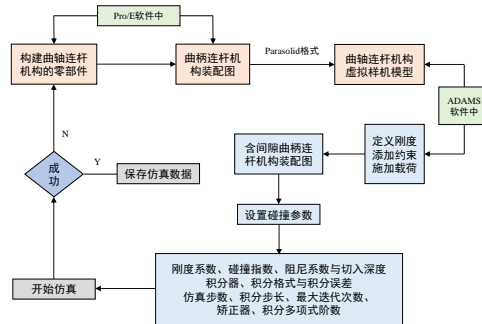 Pro/E软件中
构建曲轴连杆
机构的零部件
曲柄连杆机
构装配图
Parasolid格式
曲轴连杆机构
虚拟样机模型
ADAMS
软件中
定义刚度
添加约束
施加载荷
含间隙曲柄连
杆机构装配图
设置碰撞参数
刚度系数、碰撞指数、阻尼系数与切入深度
积分器、积分格式与积分误差
仿真步数、积分步长、最大迭代次数、
矫正器、积分多项式阶数
开始仿真
成
功
N
Y
保存仿真数据